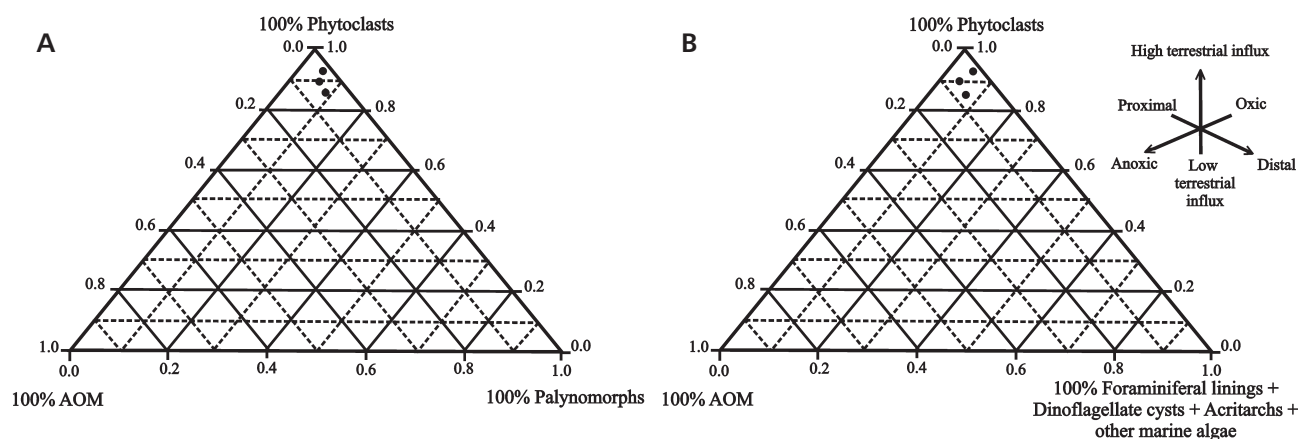 A
100% Phytoclasts
0.0 1.0
0.2 0.8
0.4 0.6
0.6 0.4
0.8 0.2
1.0 0.0
0.0 0.2 0.4 0.6 0.8 1.0
100% AOM 100% Palynomorphs
B
100% Phytoclasts
0.0 1.0
0.2 0.8
0.4 0.6
0.6 0.4
0.8 0.2
1.0 0.0
0.0 0.2 0.4 0.6 0.8 1.0
100% AOM
100% Foraminiferal linings +
Dinoflagellate cysts + Acritarchs +
other marine algae
High terrestrial influx
Proximal Oxic
Anoxic Distal
Low
terrestrial
influx